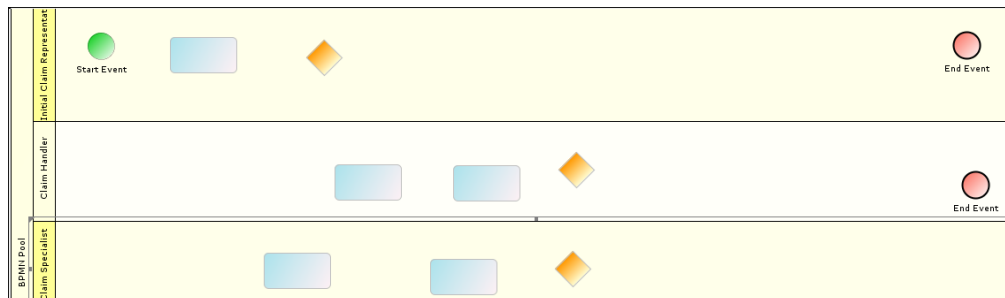 BPMN Pool
Initial Claim Representat
Start Event
End Event
Claim Handler
End Event
Claim Specialist